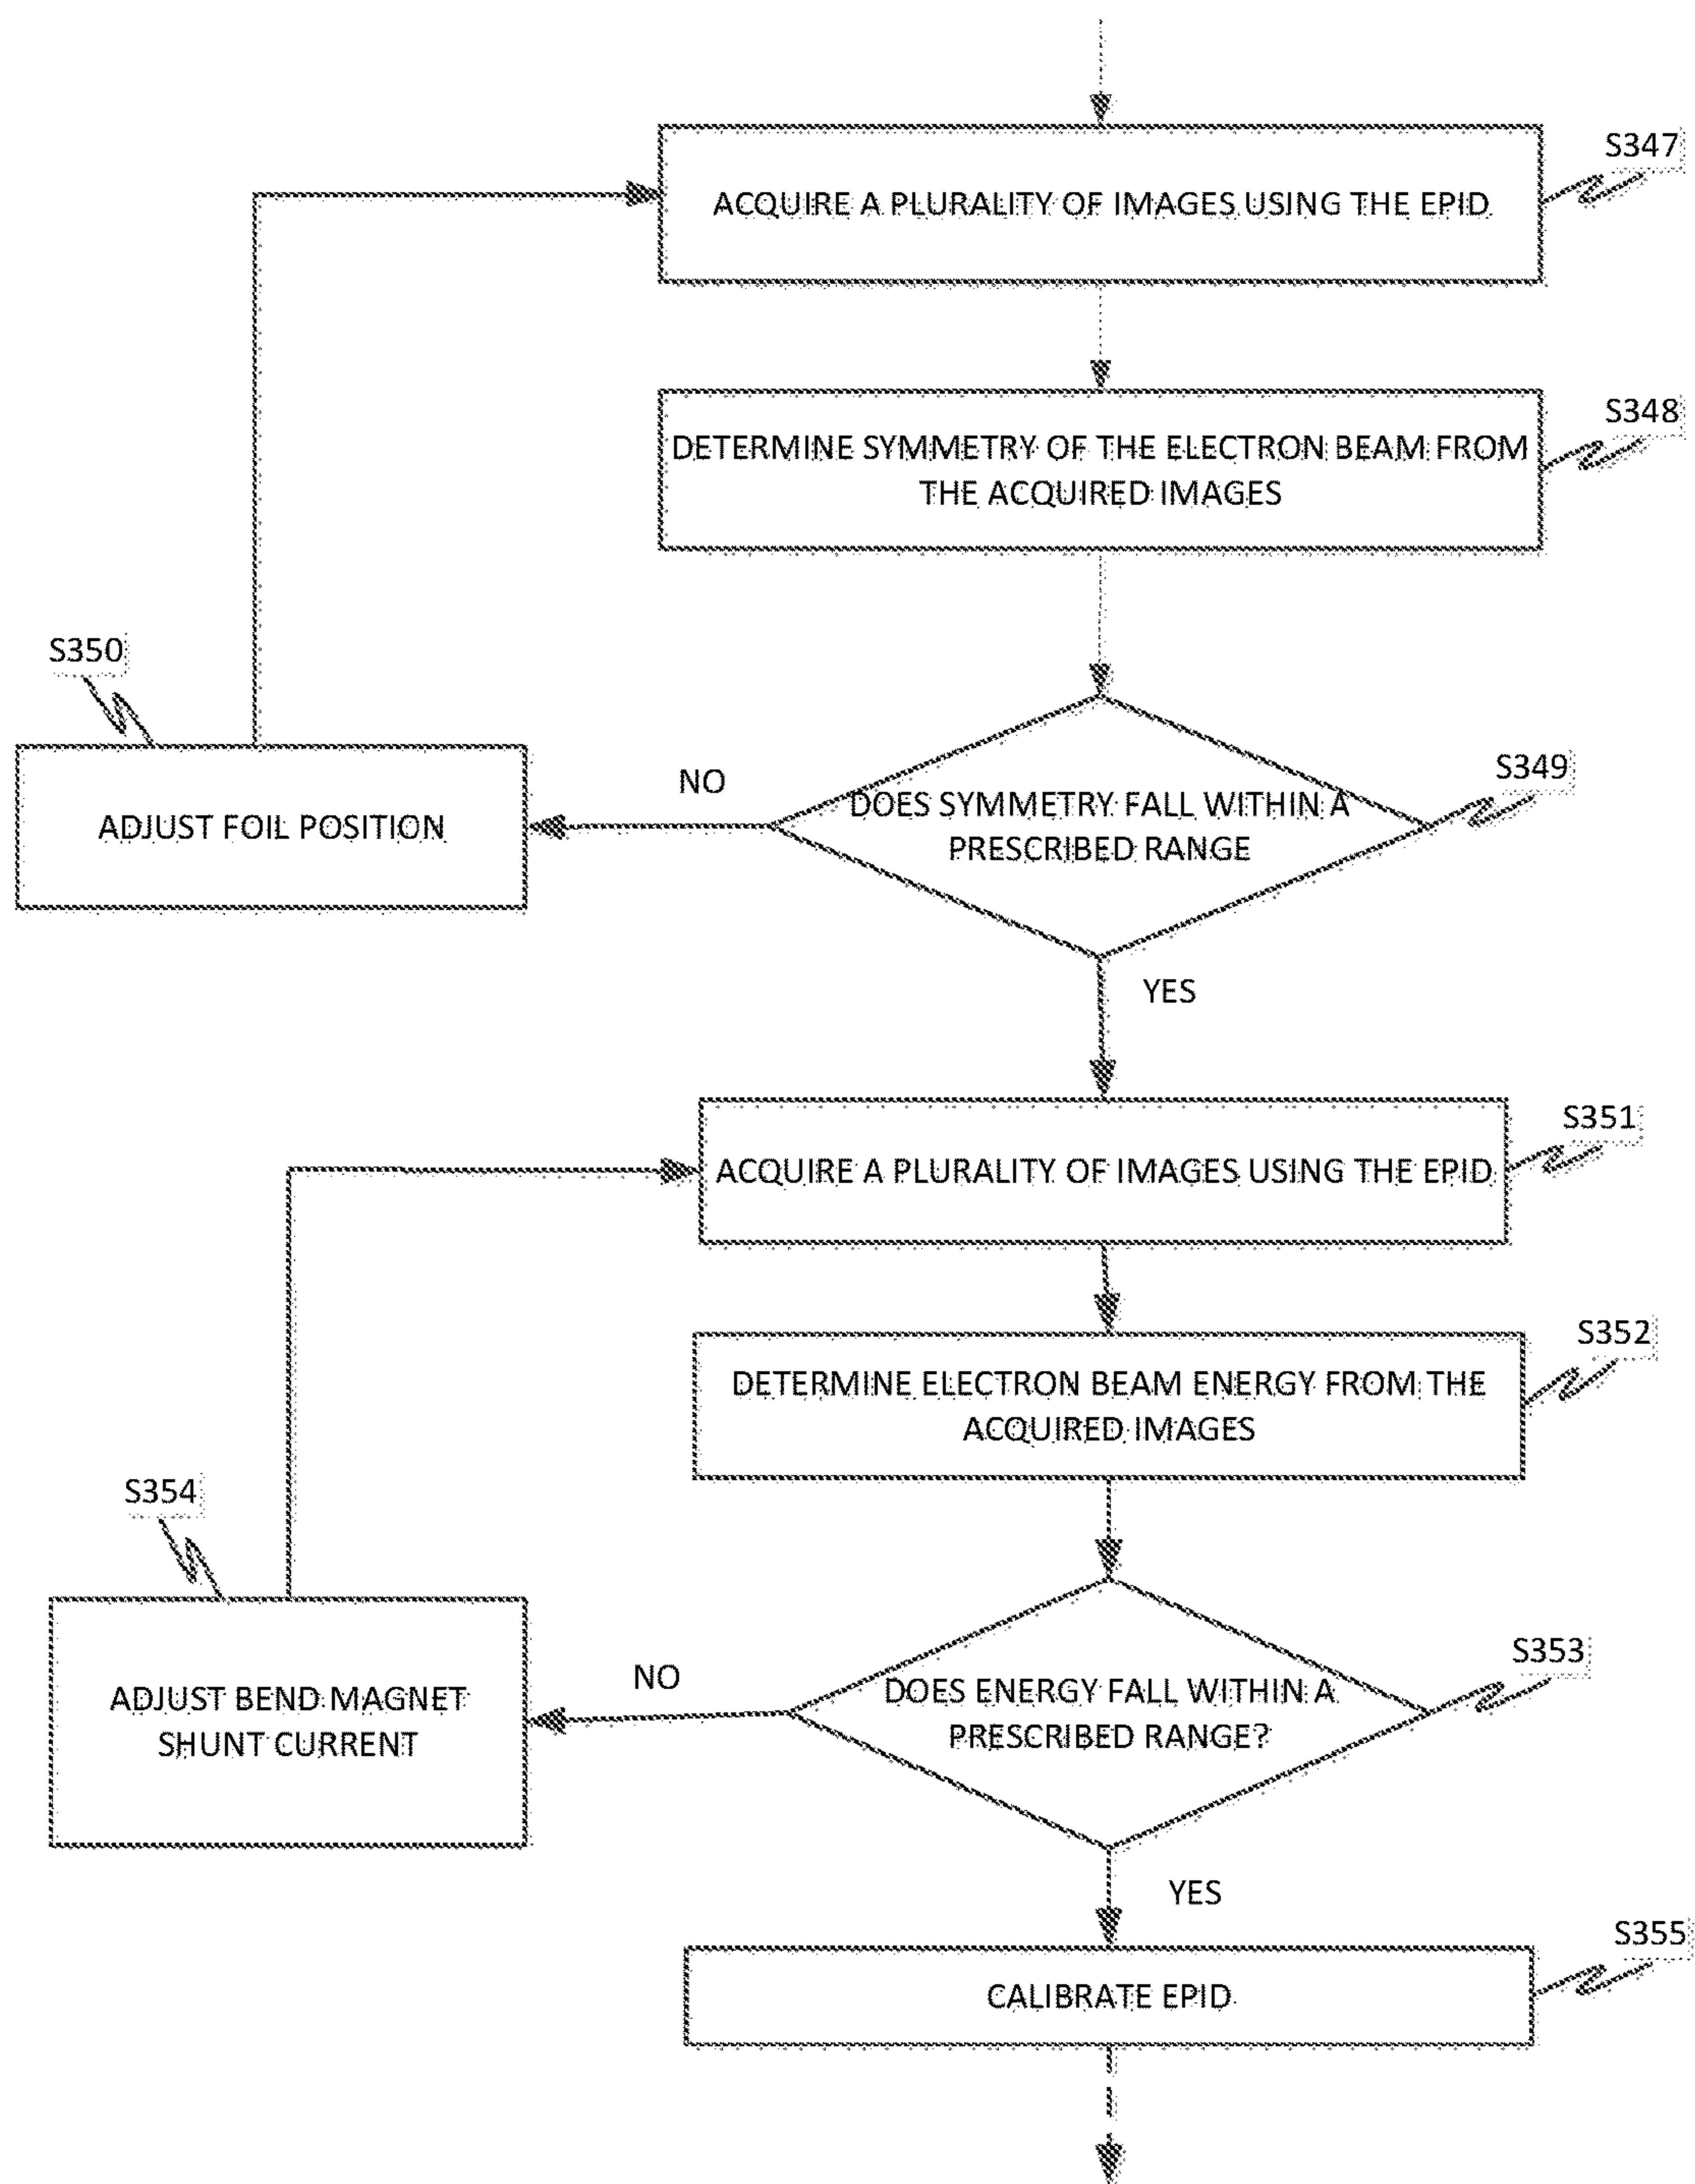 S347
ACQUIRE A PLURALITY OF IMAGES USING THE EPID
S348
DETERMINE SYMMETRY OF THE ELECTRON BEAM FROM
THE ACQUIRED IMAGES
S350
S349
NO
DOES SYMMETRY FALL WITHIN A
PRESCRIBED RANGE
ADJUST FOIL POSITION
YES
S351
ACQUIRE A PLURALITY OF IMAGES USING THE EPID
S352
DETERMINE ELECTRON BEAM ENERGY FROM THE
ACQUIRED IMAGES
S354
S353
NO
DOES ENERGY FALL WITHIN A
PRESCRIBED RANGE?
ADJUST BEND MAGNET
SHUNT CURRENT
YES
S355
CALIBRATE EPID